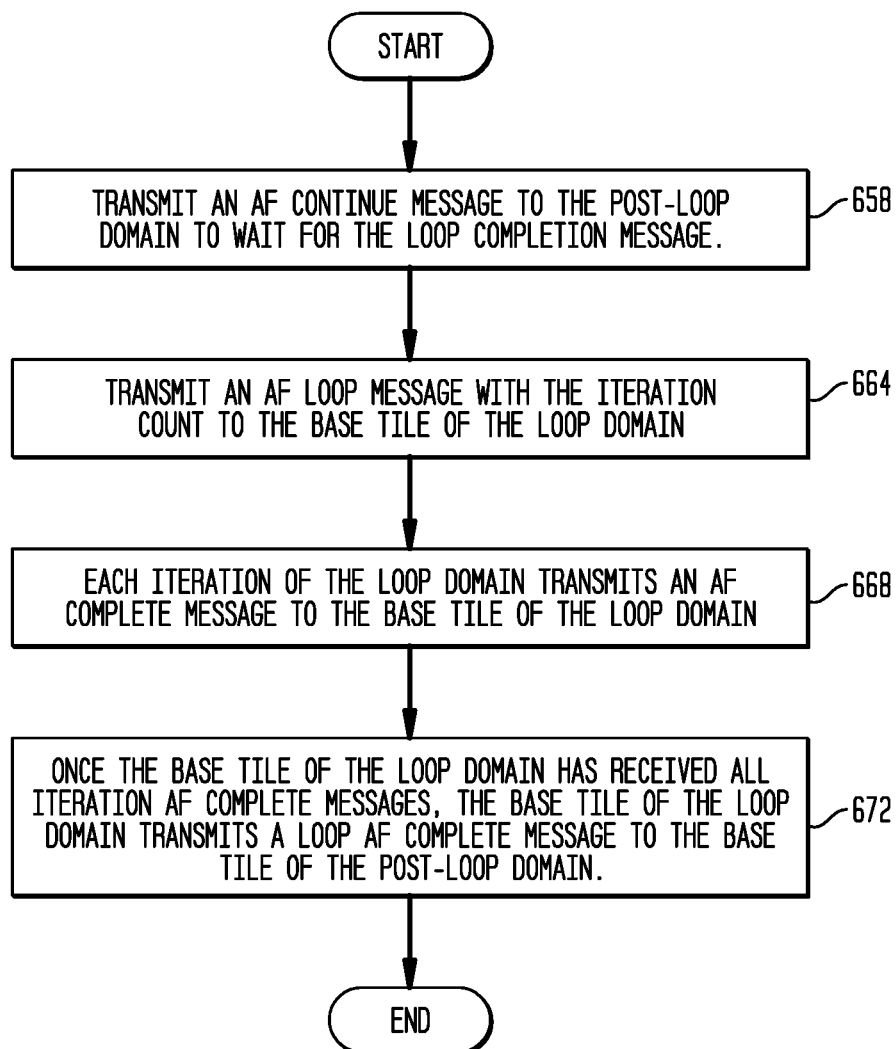 START
TRANSMIT AN AF CONTINUE MESSAGE TO THE POST-LOOP
DOMAIN TO WAIT FOR THE LOOP COMPLETION MESSAGE.
658
TRANSMIT AN AF LOOP MESSAGE WITH THE ITERATION
COUNT TO THE BASE TILE OF THE LOOP DOMAIN
664
EACH ITERATION OF THE LOOP DOMAIN TRANSMITS AN AF
COMPLETE MESSAGE TO THE BASE TILE OF THE LOOP DOMAIN
668
ONCE THE BASE TILE OF THE LOOP DOMAIN HAS RECEIVED ALL
ITERATION AF COMPLETE MESSAGES, THE BASE TILE OF THE LOOP
DOMAIN TRANSMITS A LOOP AF COMPLETE MESSAGE TO THE BASE
TILE OF THE POST-LOOP DOMAIN.
672
END